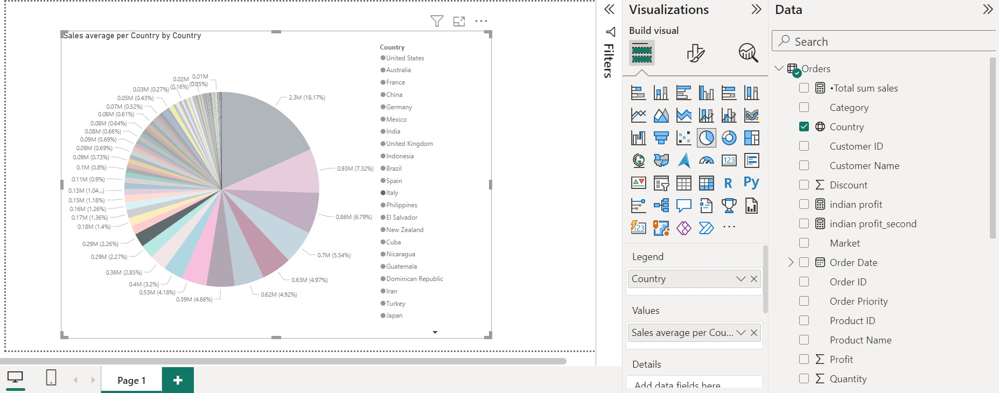 Sales average per Country by Country
Country
United States
Australia
France
China
Germany
Mexico
India
United Kingdom
Indonesia
Brazil
Spain
Italy
Philippines
El Salvador
New Zealand
Cuba
Nicaragua
Guatemala
Dominican Republic
Iran
Turkey
Japan
2.3M (18.17%)
0.93M (7.32%)
0.86M (6.79%)
0.7M (5.54%)
0.63M (4.97%)
0.62M (4.92%)
0.59M (4.66%)
0.53M (4.18%)
0.4M (3.2%)
0.36M (2.85%)
0.29M (2.27%)
0.29M (2.26%)
0.18M (1.4%)
0.17M (1.36%)
0.16M (1.26%)
0.15M (1.18%)
0.13M (1.04...)
0.11M (0.9%)
0.1M (0.8%)
0.09M (0.73%)
0.09M (0.69%)
0.09M (0.69%)
0.08M (0.66%)
0.08M (0.64%)
0.08M (0.61%)
0.07M (0.52%)
0.05M (0.43%)
0.03M (0.27%)
0.02M
(0.16%)
0.01M
(0.05%)
Page 1
Filters
Visualizations
Build visual
123
R
Py
123
Legend
Country
Values
Sales average per Cou...
Details
Add data fields here
Data
Search
Orders
•Total sum sales
Category
Country
Customer ID
Customer Name
Discount
indian profit
indian profit_second
Market
Order Date
Order ID
Order Priority
Product ID
Product Name
Profit
Quantity